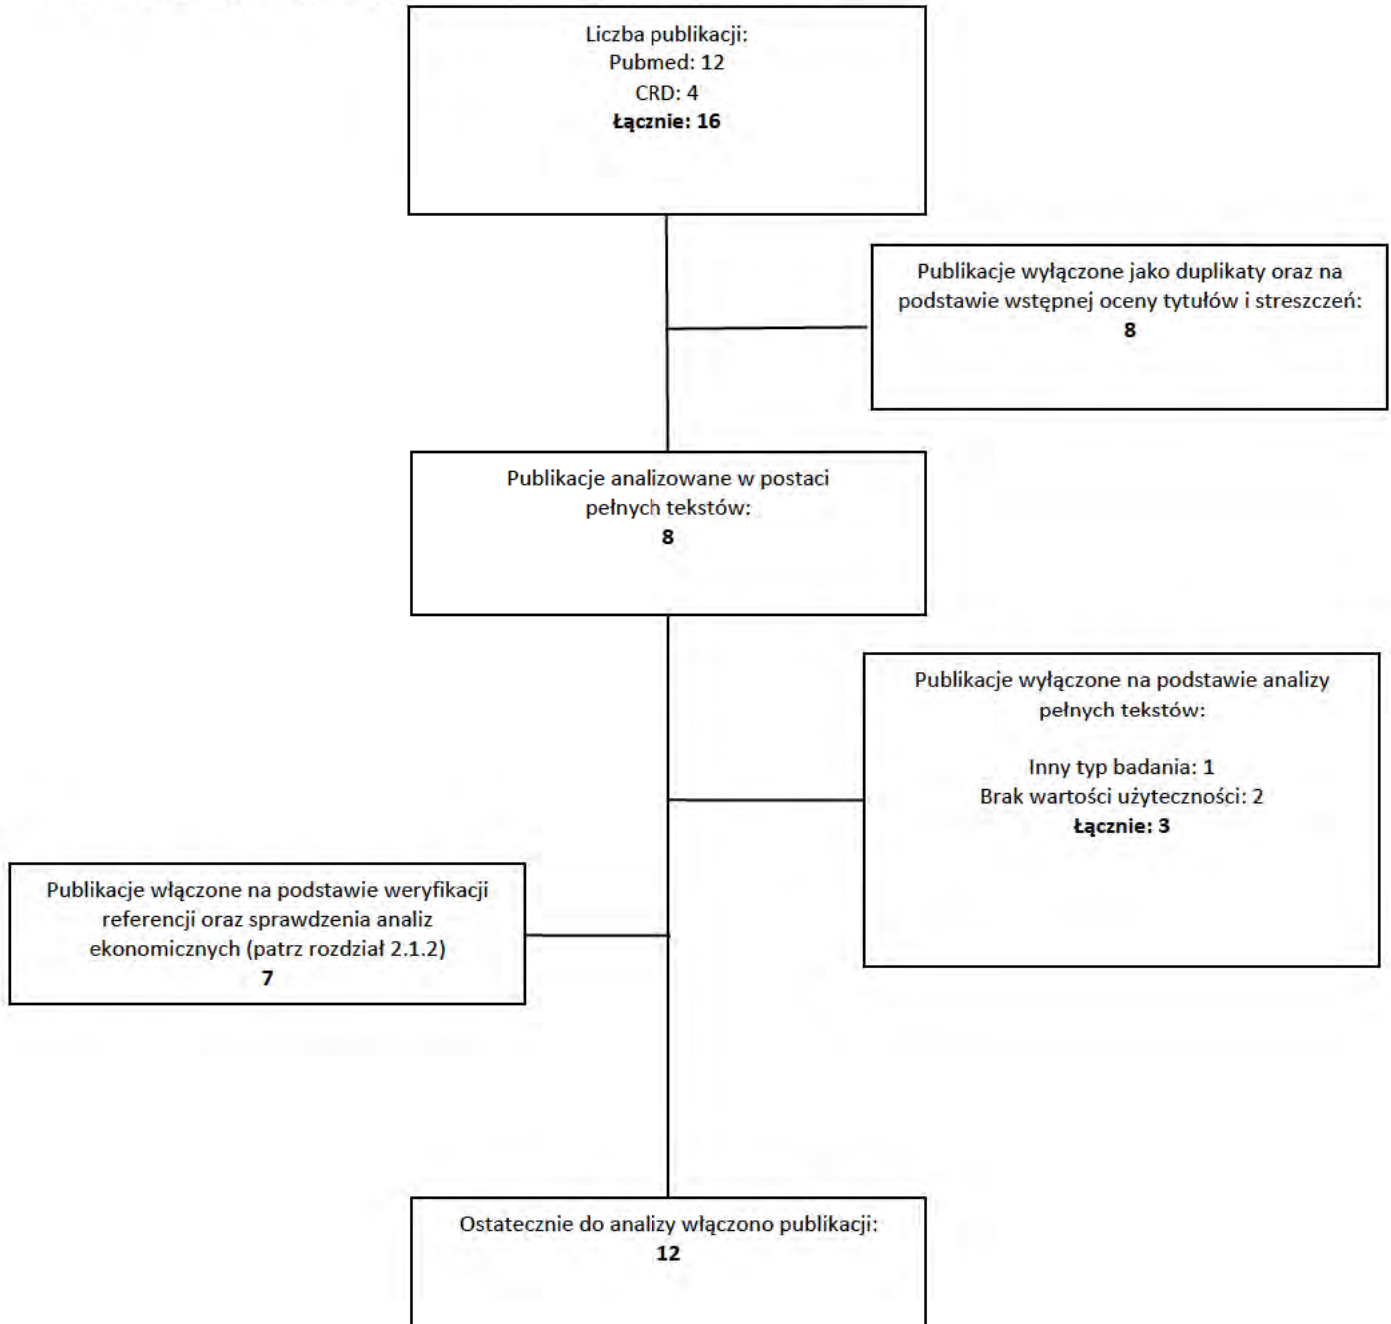 Liczba publikacji:
Pubmed: 12
CRD: 4
Łącznie: 16
Publikacje wyłączone jako duplikaty oraz na
podstawie wstępnej oceny tytułów i streszczeń:
8
Publikacje analizowane w postaci
pełnych tekstów:
8
Publikacje wyłączone na podstawie analizy
pełnych tekstów:
Inny typ badania: 1
Brak wartości użyteczności: 2
Łącznie: 3
Publikacje włączone na podstawie weryfikacji
referencji oraz sprawdzenia analiz
ekonomicznych (patrz rozdział 2.1.2)
7
Ostatecznie do analizy włączono publikacji:
12